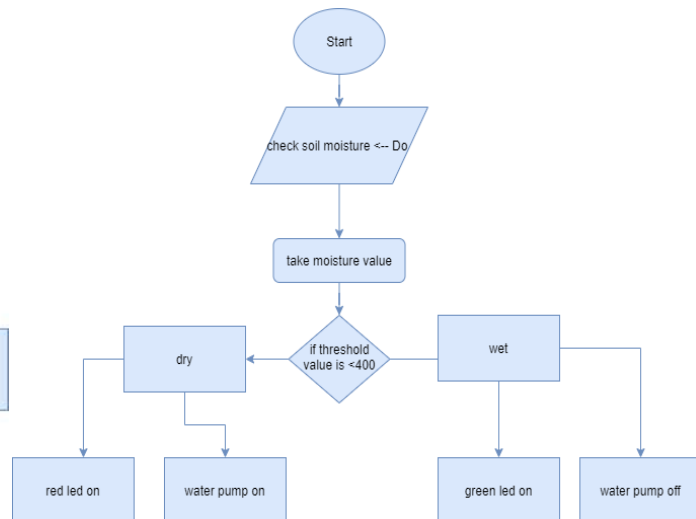 Start
check soil moisture <-- Do
take moisture value
if threshold
value is <400
dry
wet
red led on
water pump on
green led on
water pump off